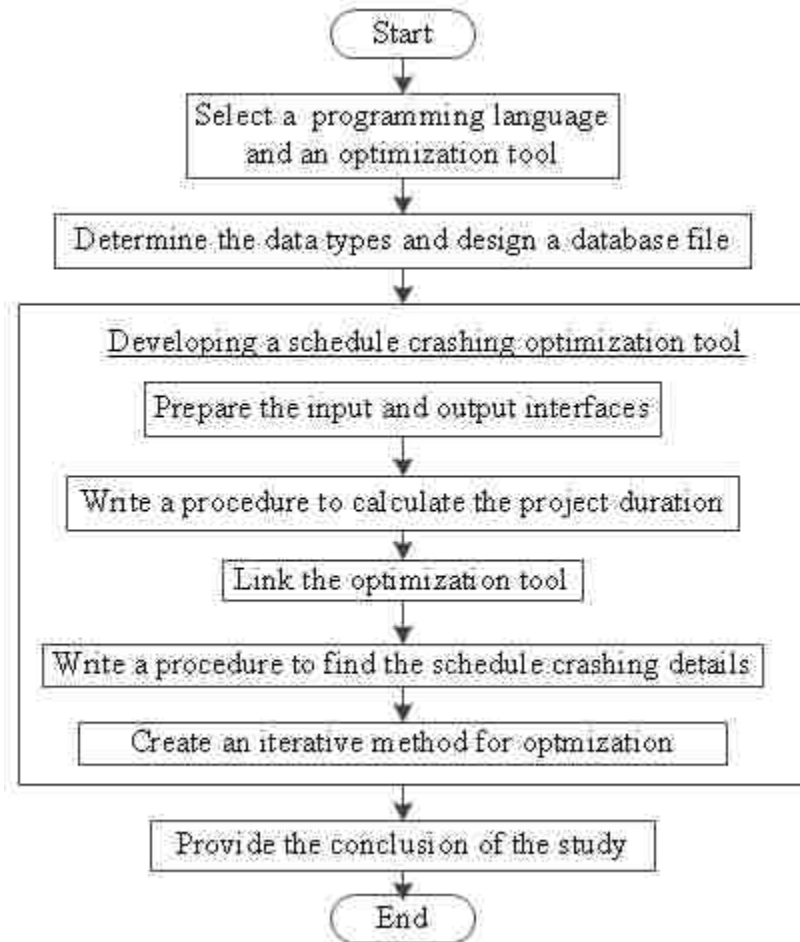 Start
Select a programming language
and an optimization tool
Determine the data types and design a database file
Developing a schedule crashing optimization tool
Prepare the input and output interfaces
Write a procedure to calculate the project duration
Link the optimization tool
Write a procedure to find the schedule crashing details
Create an iterative method for optmization
Provide the conclusion of the study
End